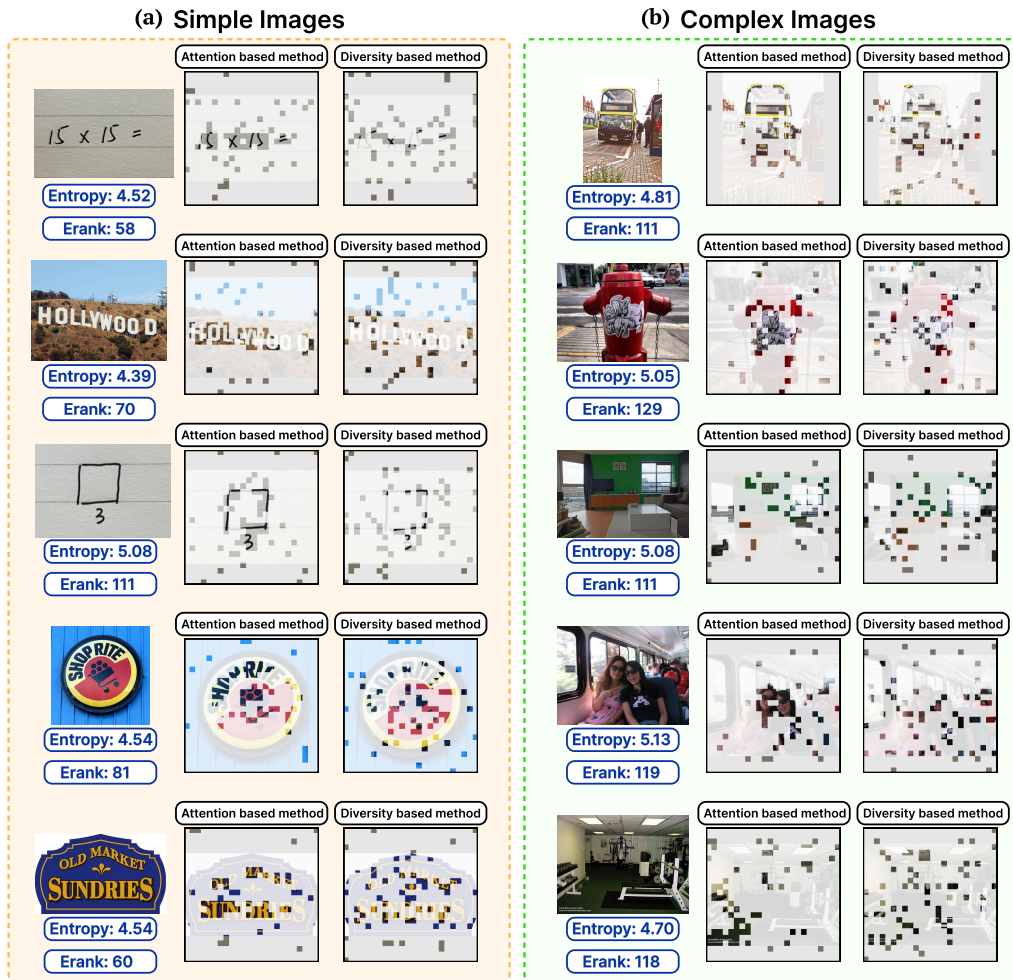 (a) Simple Images
Attention based method
Diversity based method
15 x 15 =
Entropy: 4.52
Erank: 58
Attention based method
Diversity based method
HOLLYWOOD
Entropy: 4.39
Erank: 70
Attention based method
Diversity based method
3
Entropy: 5.08
Erank: 111
Attention based method
Diversity based method
SHOP RITE
Entropy: 4.54
Erank: 81
Attention based method
Diversity based method
OLD MARKET
SUNDRIES
Entropy: 4.54
Erank: 60
(b) Complex Images
Attention based method
Diversity based method
Entropy: 4.81
Erank: 111
Attention based method
Diversity based method
Entropy: 5.05
Erank: 129
Attention based method
Diversity based method
Entropy: 5.08
Erank: 111
Attention based method
Diversity based method
Entropy: 5.13
Erank: 119
Attention based method
Diversity based method
Entropy: 4.70
Erank: 118